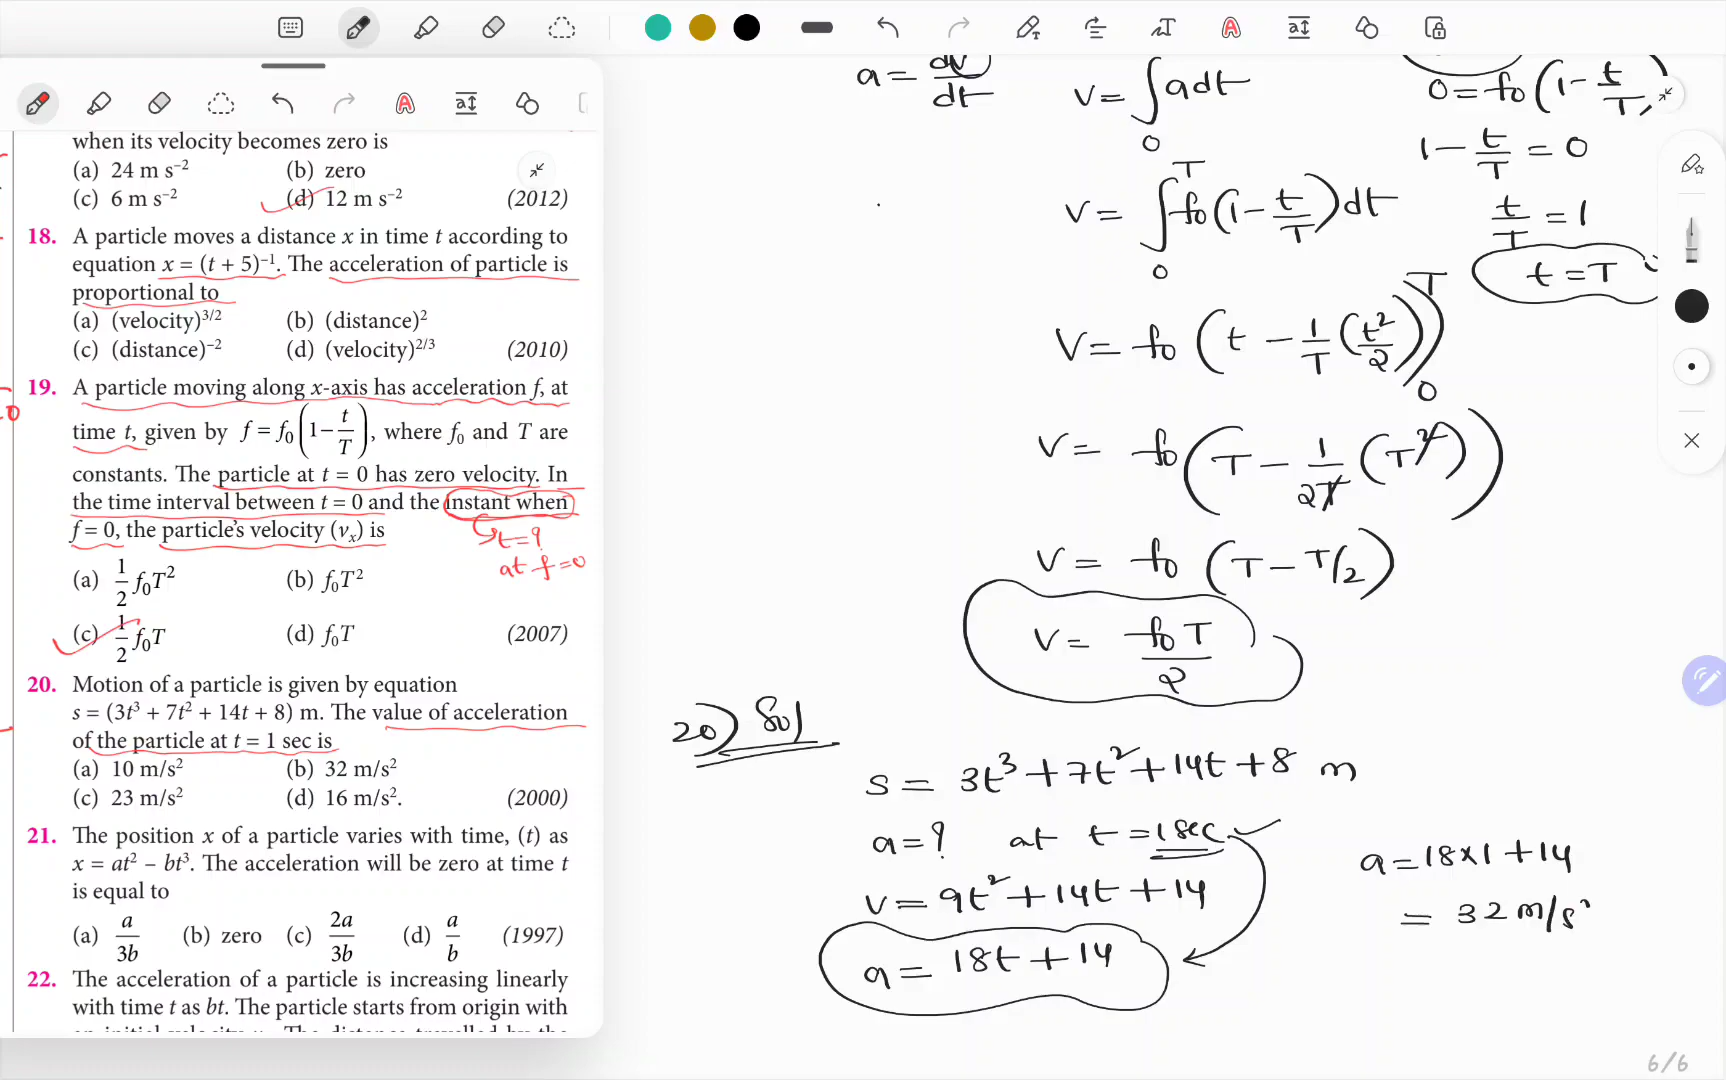 when its velocity becomes zero is
(a) 24 m s⁻² (b) zero
(c) 6 m s⁻² (d) 12 m s⁻² (2012)
18. A particle moves a distance x in time t according to
equation x = (t + 5)⁻¹. The acceleration of particle is
proportional to
(a) (velocity)³ᐟ² (b) (distance)²
(c) (distance)⁻² (d) (velocity)²ᐟ³ (2010)
19. A particle moving along x-axis has acceleration f, at
time t, given by f = f₀(1 − t/T), where f₀ and T are
constants. The particle at t = 0 has zero velocity. In
the time interval between t = 0 and the instant when
f = 0, the particle's velocity (vₓ) is
t=?
at f=0
(a) 1/2 f₀T² (b) f₀T²
(c) 1/2 f₀T (d) f₀T (2007)
20. Motion of a particle is given by equation
s = (3t³ + 7t² + 14t + 8) m. The value of acceleration
of the particle at t = 1 sec is
(a) 10 m/s² (b) 32 m/s²
(c) 23 m/s² (d) 16 m/s². (2000)
21. The position x of a particle varies with time, (t) as
x = at² – bt³. The acceleration will be zero at time t
is equal to
(a) a/3b (b) zero (c) 2a/3b (d) a/b (1997)
22. The acceleration of a particle is increasing linearly
with time t as bt. The particle starts from origin with
a = dv/dt
v = ∫₀ᵀ a dt
v = ∫₀ f₀(1 − t/T) dt
v = f₀ (t − 1/T (t²/2))₀ᵀ
v = f₀ (T − 1/2T (T²))
v = f₀ (T − T/2)
v = f₀T/2
0 = f₀(1 − t/T)
1 − t/T = 0
t/T = 1
t = T
20) Sol
s = 3t³ + 7t² + 14t + 8 m
a = ? at t = 1 sec
v = 9t² + 14t + 14
a = 18t + 14
a = 18×1 + 14
= 32 m/s²
6/6